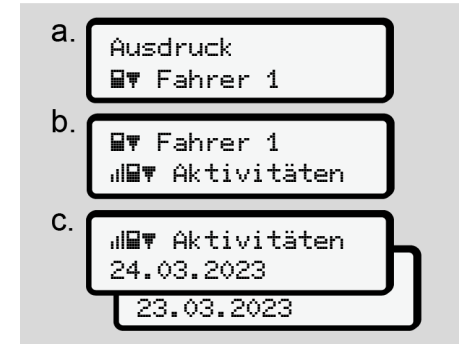 a.
Ausdruck
Fahrer 1
b.
Fahrer 1
Aktivitäten
c.
Aktivitäten
24.03.2023
23.03.2023